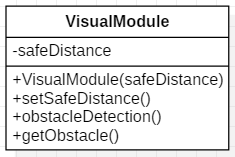 VisualModule
-safeDistance
+VisualModule(safeDistance)
+setSafeDistance()
+obstacleDetection()
+getObstacle()